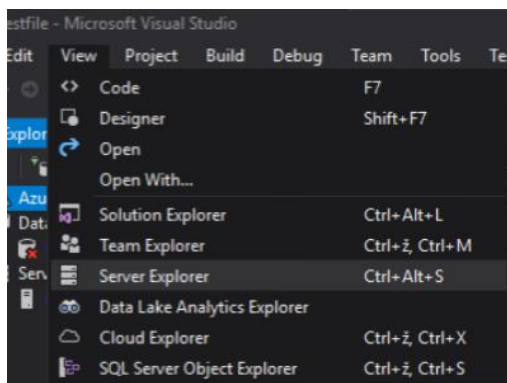 estfile - Microsoft Visual Studio
Edit View Project Build Debug Team Tools Te
Code F7
Designer Shift+F7
Open
Open With...
Solution Explorer Ctrl+Alt+L
Team Explorer Ctrl+ž, Ctrl+M
Server Explorer Ctrl+Alt+S
Data Lake Analytics Explorer
Cloud Explorer Ctrl+ž, Ctrl+X
SQL Server Object Explorer Ctrl+ž, Ctrl+S
Explor
Azu
Data
Serv